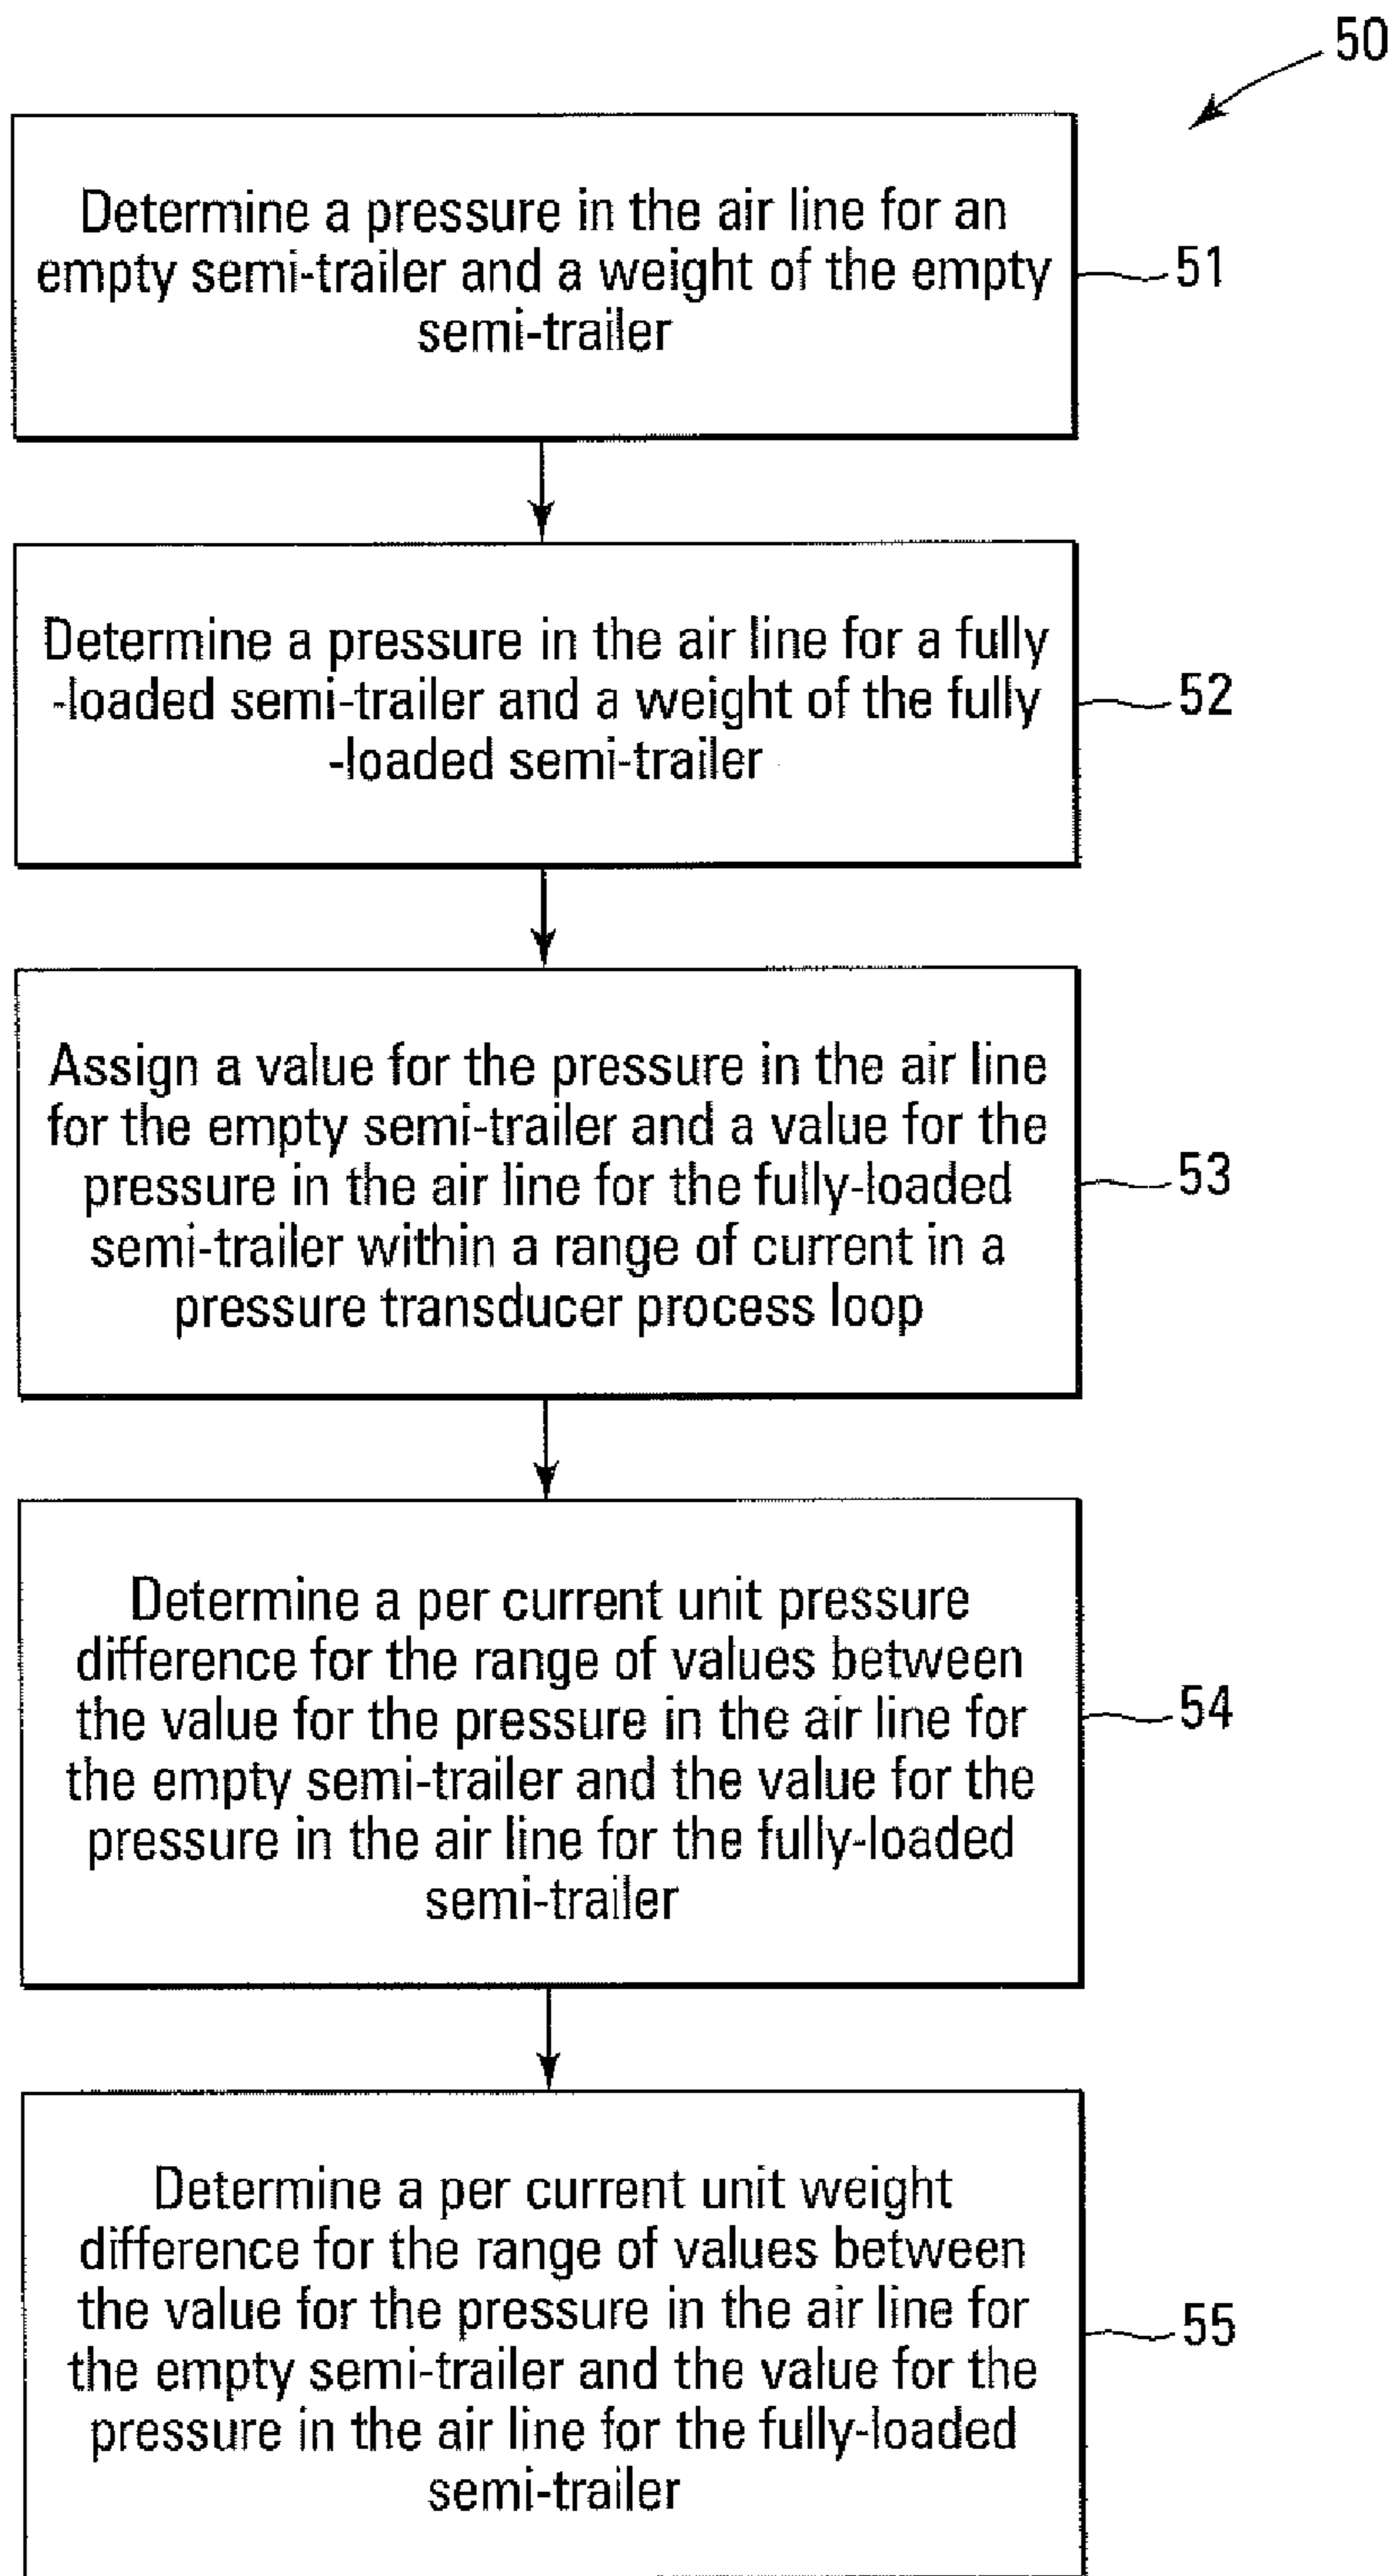 50
Determine a pressure in the air line for an
empty semi-trailer and a weight of the empty
semi-trailer
51
Determine a pressure in the air line for a fully
-loaded semi-trailer and a weight of the fully
-loaded semi-trailer
52
Assign a value for the pressure in the air line
for the empty semi-trailer and a value for the
pressure in the air line for the fully-loaded
semi-trailer within a range of current in a
pressure transducer process loop
53
Determine a per current unit pressure
difference for the range of values between
the value for the pressure in the air line for
the empty semi-trailer and the value for the
pressure in the air line for the fully-loaded
semi-trailer
54
Determine a per current unit weight
difference for the range of values between
the value for the pressure in the air line for
the empty semi-trailer and the value for the
pressure in the air line for the fully-loaded
semi-trailer
55